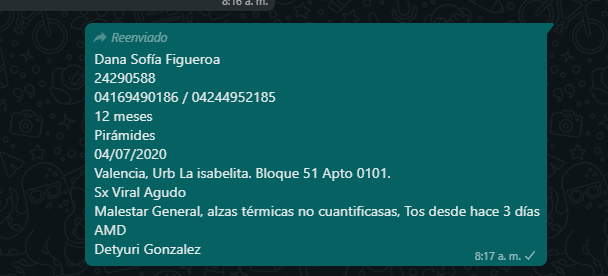 8:16 a. m.
Reenviado
Dana Sofía Figueroa
24290588
04169490186 / 04244952185
12 meses
Pirámides
04/07/2020
Valencia, Urb La isabelita. Bloque 51 Apto 0101.
Sx Viral Agudo
Malestar General, alzas térmicas no cuantificasas, Tos desde hace 3 días
AMD
Detyuri Gonzalez
8:17 a. m.